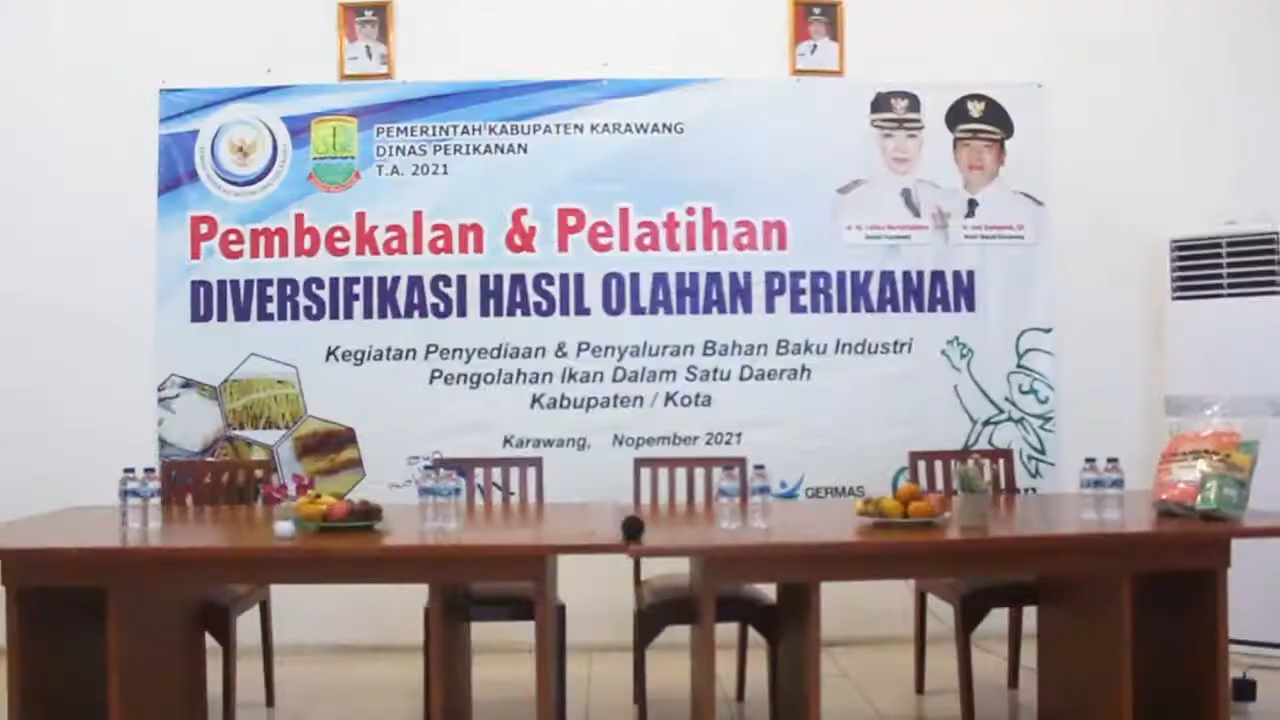 PEMERINTAH KABUPATEN KARAWANG
DINAS PERIKANAN
T.A. 2021
Pembekalan & Pelatihan
DIVERSIFIKASI HASIL OLAHAN PERIKANAN
Kegiatan Penyediaan & Penyaluran Bahan Baku Industri
Pengolahan Ikan Dalam Satu Daerah
Kabupaten / Kota
Karawang, Nopember 2021
GERMAS